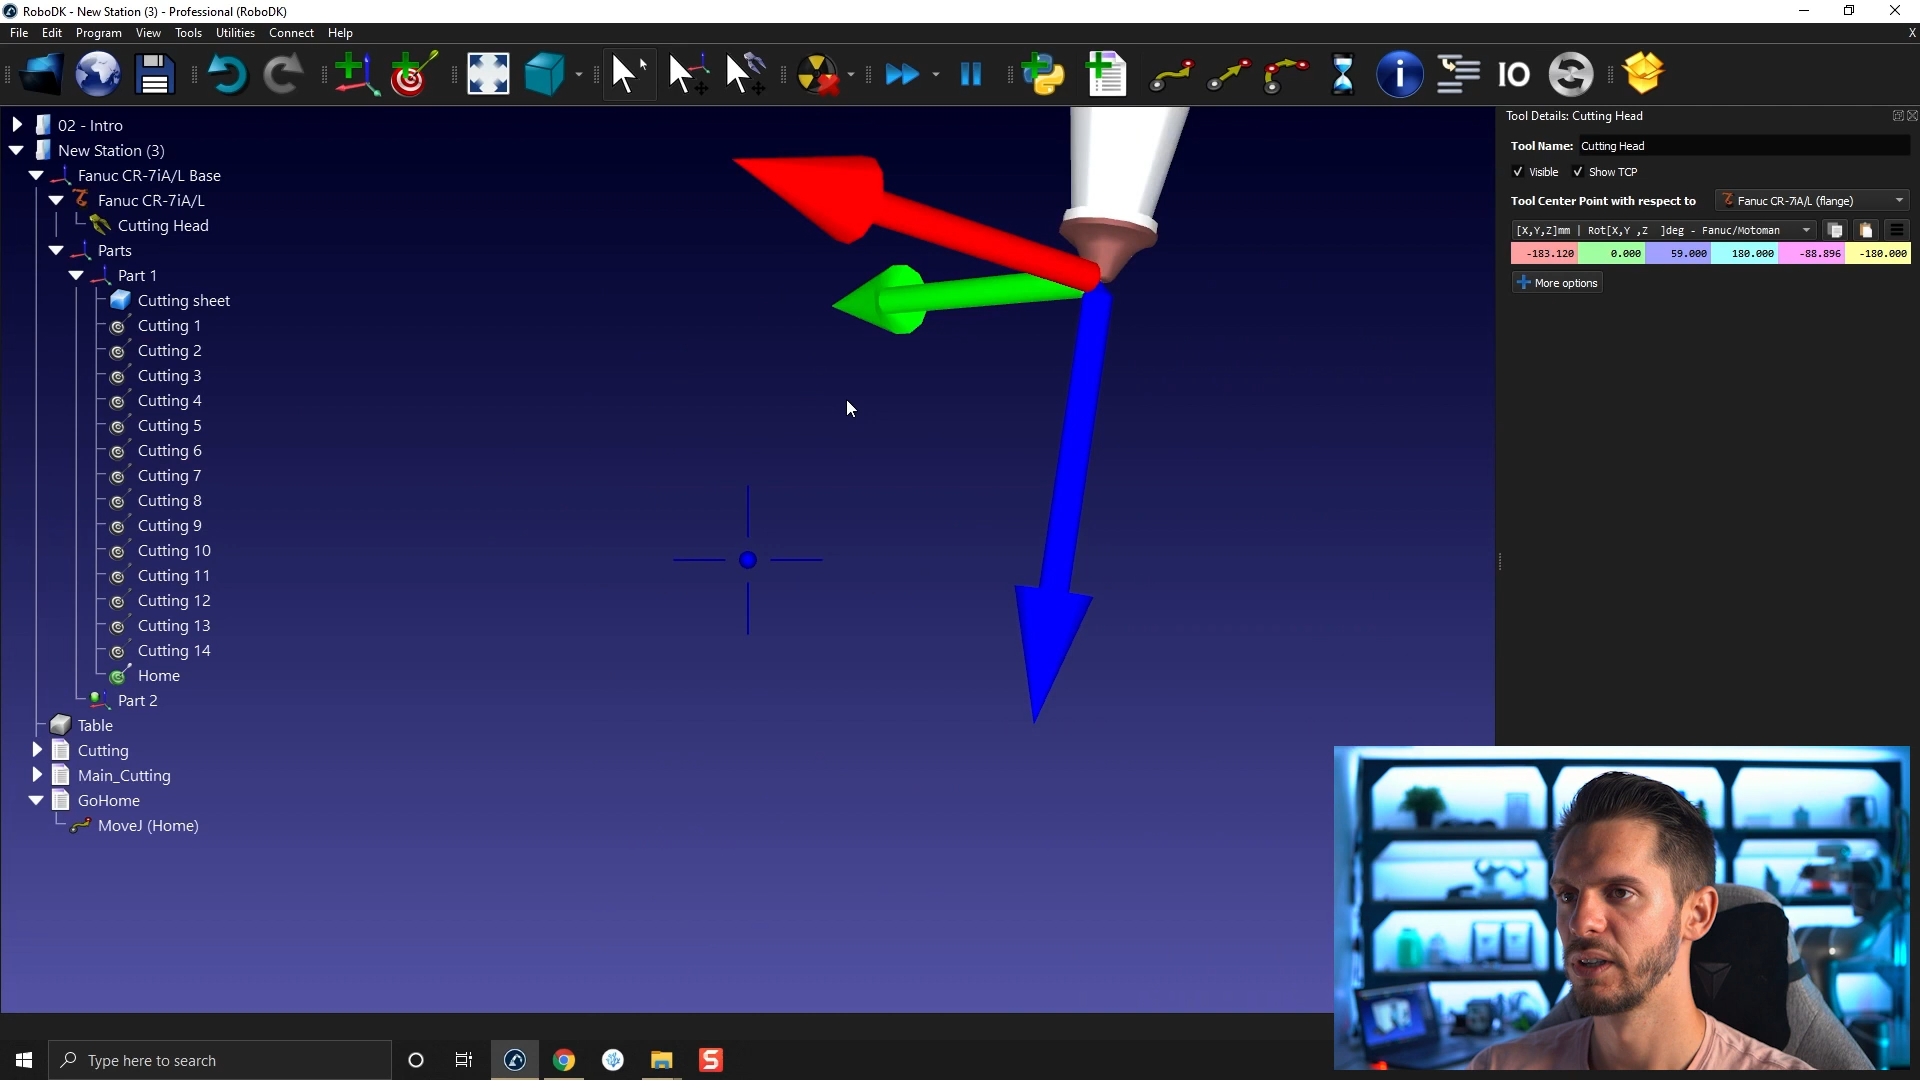 RoboDK - New Station (3) - Professional (RoboDK)
File Edit Program View Tools Utilities Connect Help X
IO
02 - Intro
New Station (3)
Fanuc CR-7iA/L Base
Fanuc CR-7iA/L
Cutting Head
Parts
Part 1
Cutting sheet
Cutting 1
Cutting 2
Cutting 3
Cutting 4
Cutting 5
Cutting 6
Cutting 7
Cutting 8
Cutting 9
Cutting 10
Cutting 11
Cutting 12
Cutting 13
Cutting 14
Home
Part 2
Table
Cutting
Main_Cutting
GoHome
MoveJ (Home)
Tool Details: Cutting Head
Tool Name: Cutting Head
Visible Show TCP
Tool Center Point with respect to Fanuc CR-7iA/L (flange)
[X,Y,Z]mm | Rot[X,Y ,Z ]deg - Fanuc/Motoman
-183.120 0.000 59.000 180.000 -88.896 -180.000
More options
Type here to search